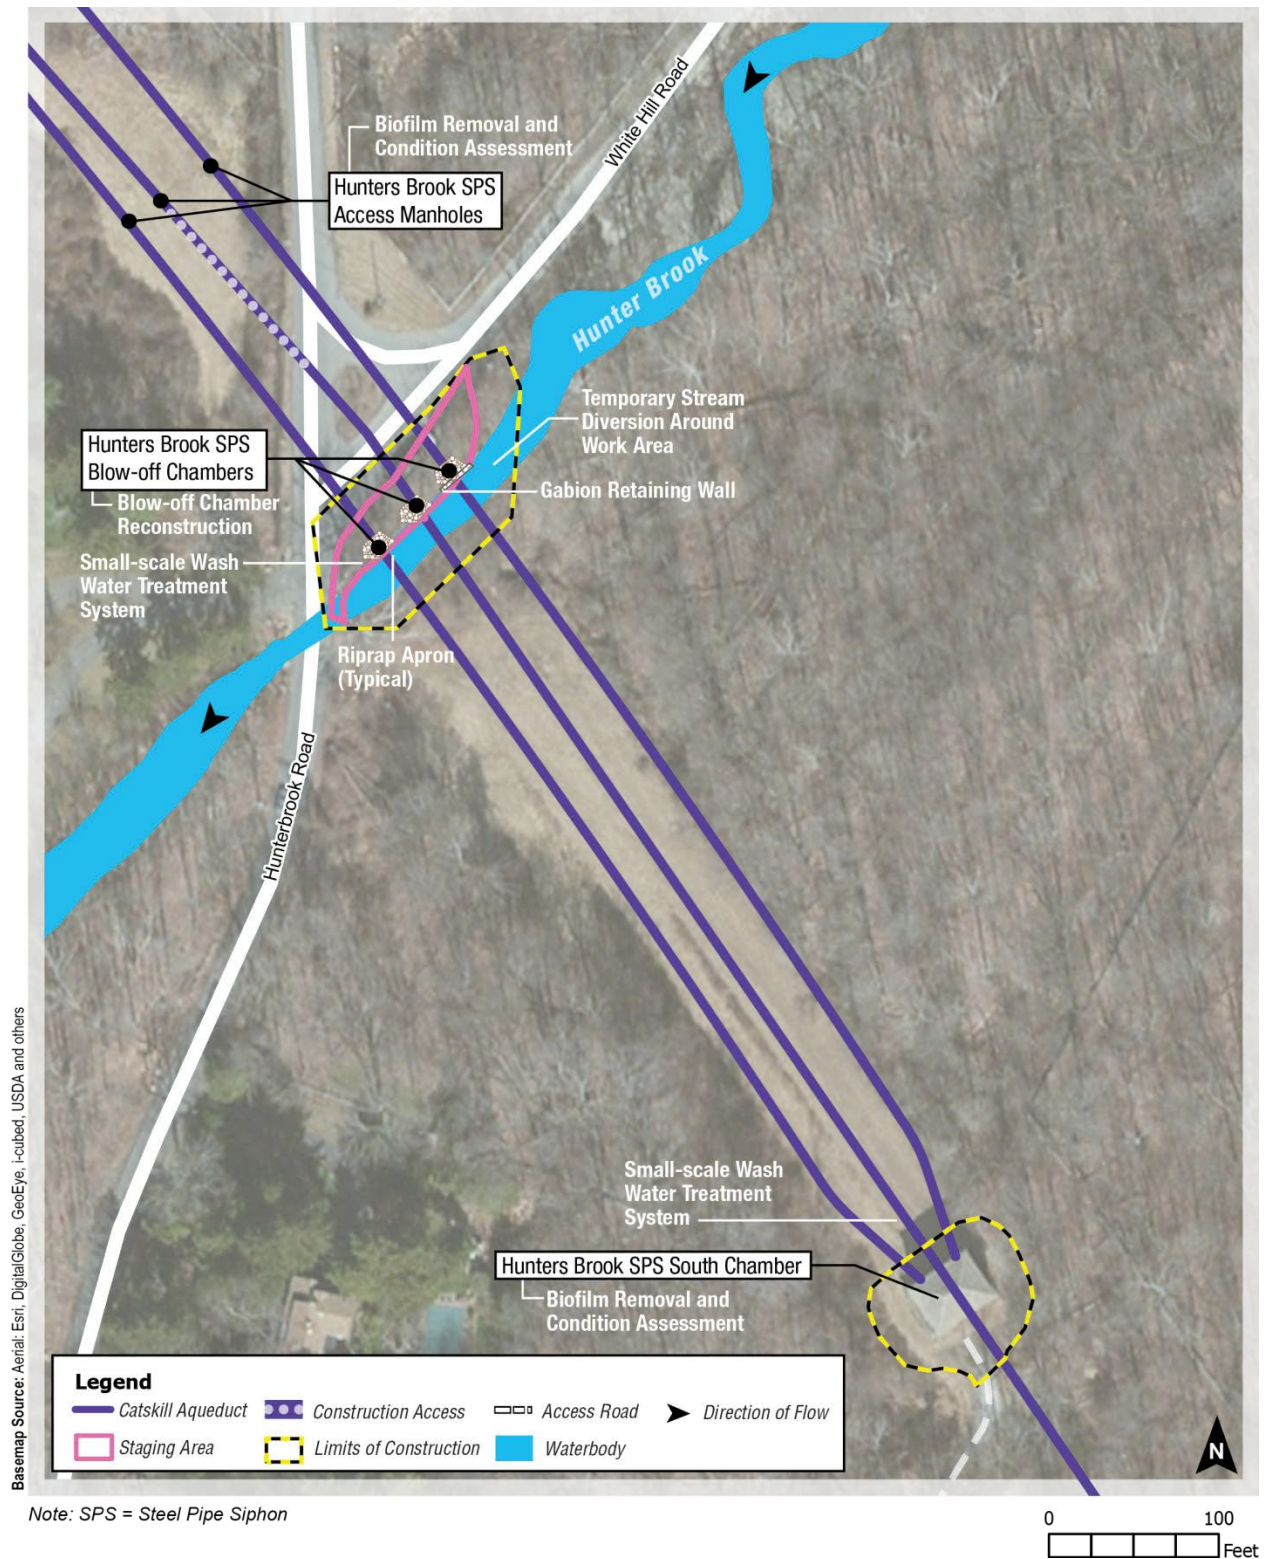 White Hill Road
Biofilm Removal and
Condition Assessment
Hunters Brook SPS
Access Manholes
Hunter Brook
Temporary Stream
Diversion Around
Work Area
Hunters Brook SPS
Blow-off Chambers
Blow-off Chamber
Reconstruction
Gabion Retaining Wall
Small-scale Wash
Water Treatment
System
Riprap Apron
(Typical)
Hunterbrook Road
Small-scale Wash
Water Treatment
System
Hunters Brook SPS South Chamber
Biofilm Removal and
Condition Assessment
Legend
Catskill Aqueduct
Construction Access
Access Road
Direction of Flow
Staging Area
Limits of Construction
Waterbody
N
Basemap Source: Aerial: Esri, DigitalGlobe, GeoEye, i-cubed, USDA and others
Note: SPS = Steel Pipe Siphon
0 100
Feet